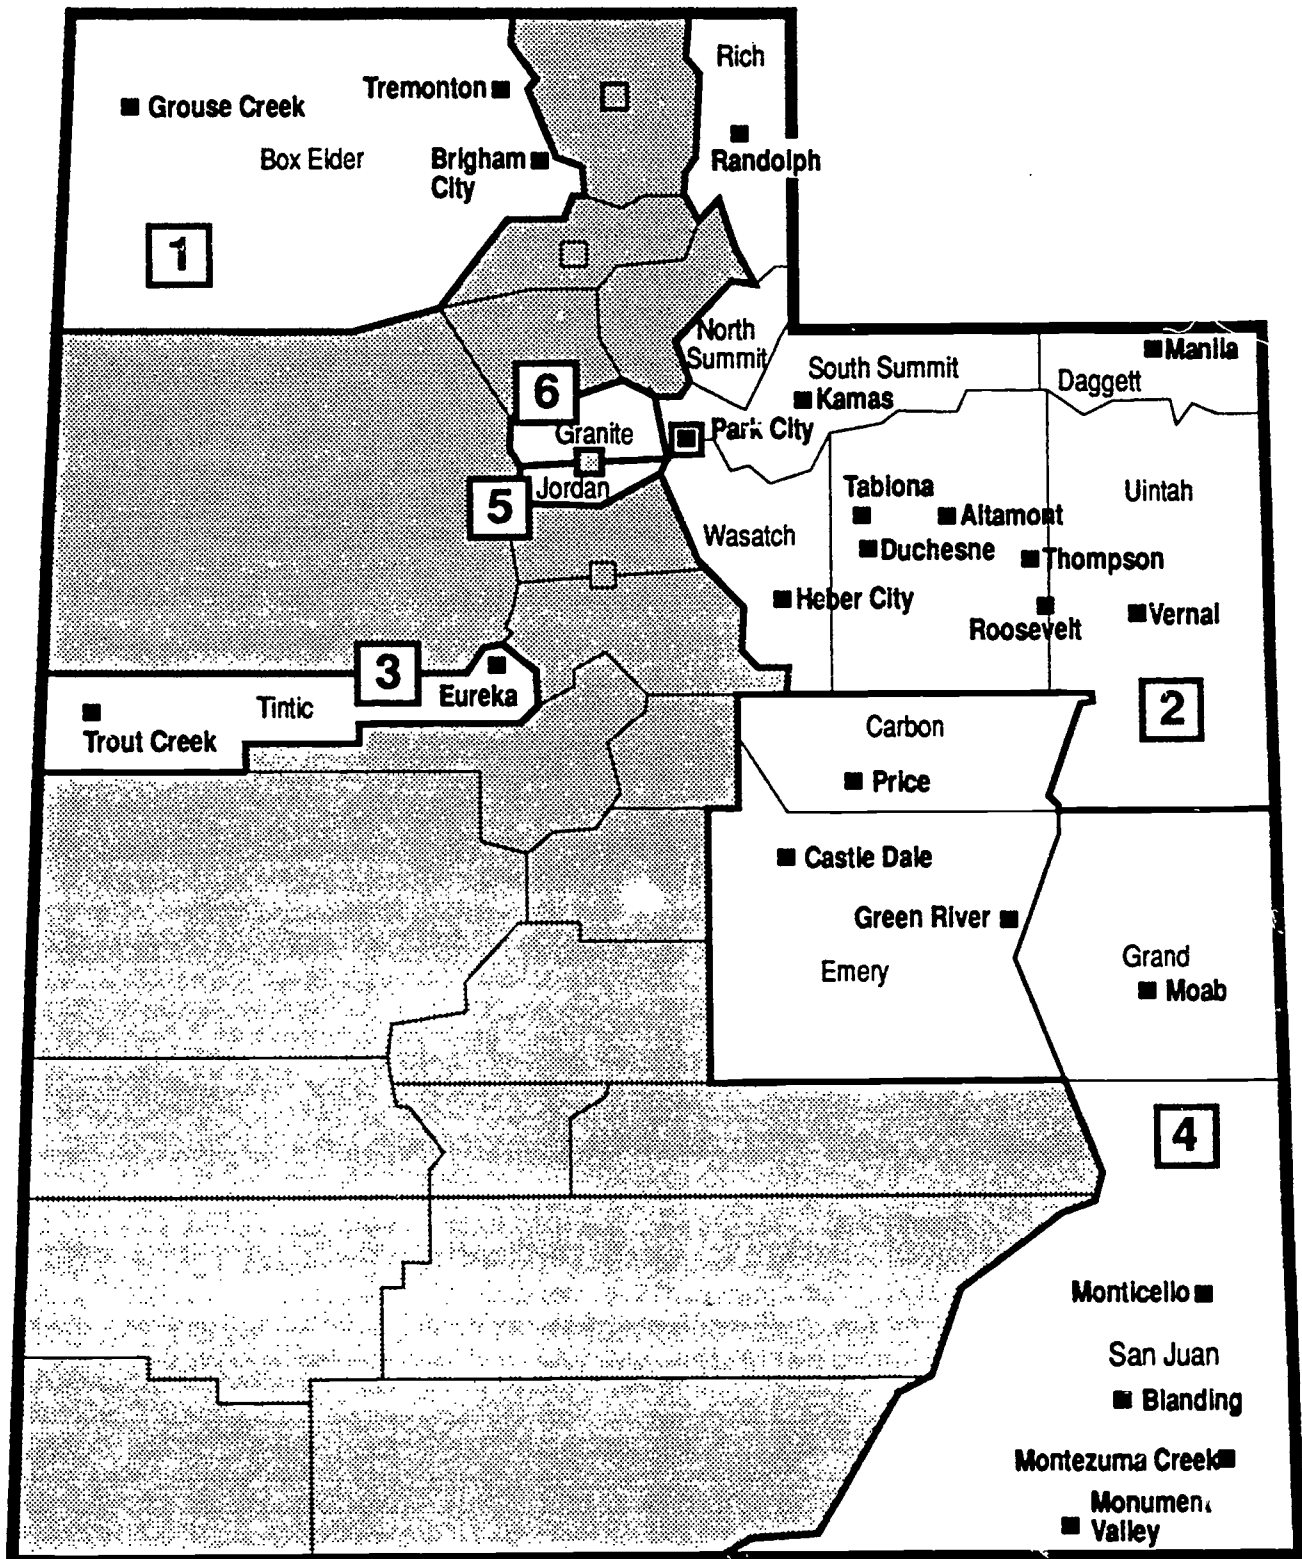 Rich
Tremonton
Grouse Creek
Box Elder
Brigham
City
Randolph
1
North
Summit
South Summit
Manila
Daggett
Kamas
6
Granite
Park City
Jordan
5
Tabiona
Altamont
Uintah
Wasatch
Duchesne
Thompson
Heber City
Roosevelt
Vernal
3
Eureka
Tintic
Trout Creek
2
Carbon
Price
Castle Dale
Green River
Emery
Grand
Moab
4
Monticello
San Juan
Blanding
Montezuma Creek
Monument
Valley